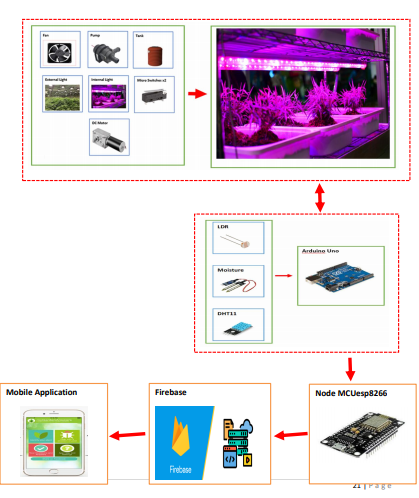 Fan
Pump
Tank
External Light
Internal Light
Micro Switches x2
DC Motor
LDR
Arduino Uno
Moisture
DHT11
Mobile Application
Firebase
Node MCUesp8266
Firebase
21 | Page